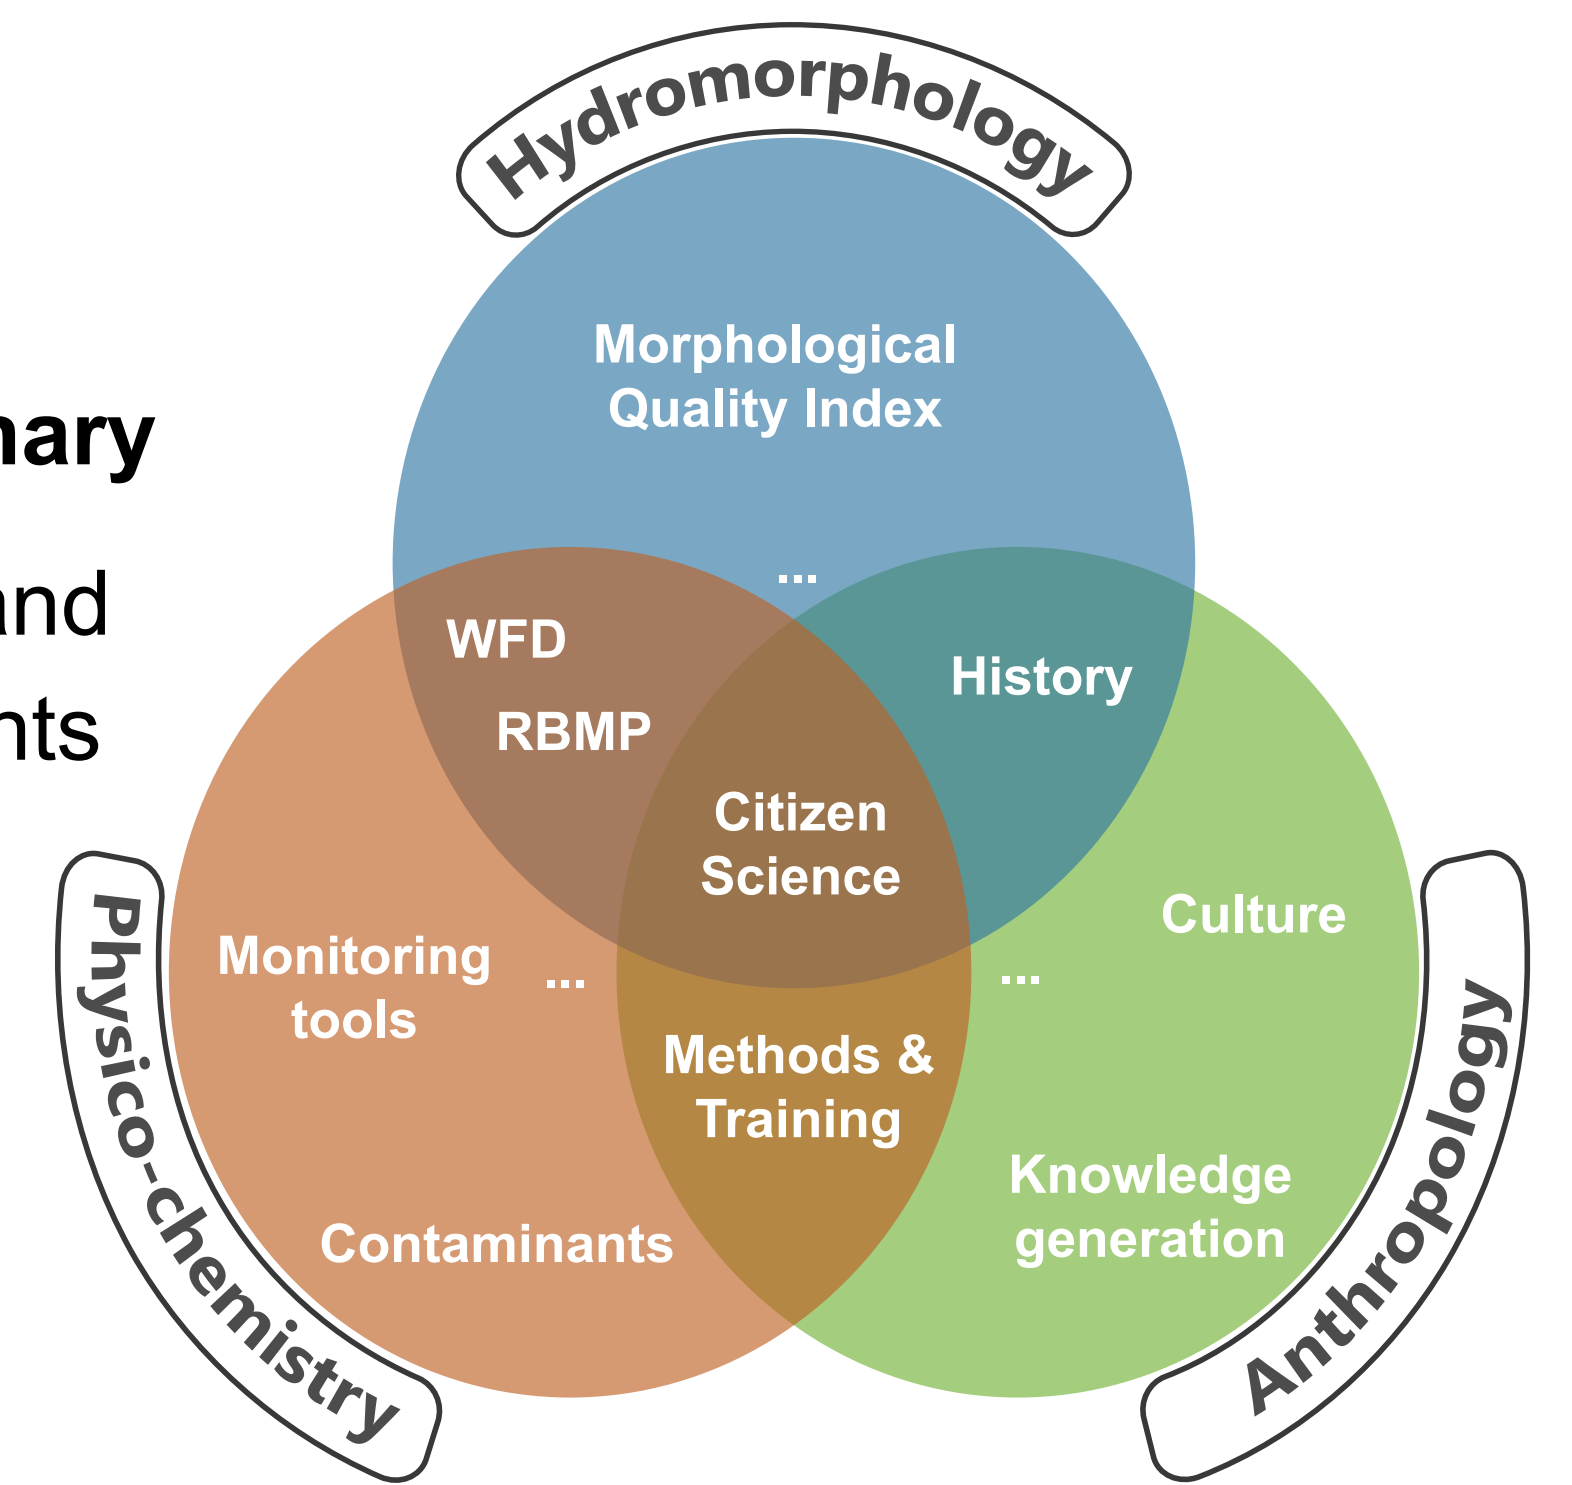 Hydromorphology
Morphological
Quality Index
...
nary
and
nts
WFD
RBMP
History
Citizen
Science
Culture
Monitoring
tools
...
...
Methods &
Training
Knowledge
generation
Contaminants
Physico-chemistry
Anthropology